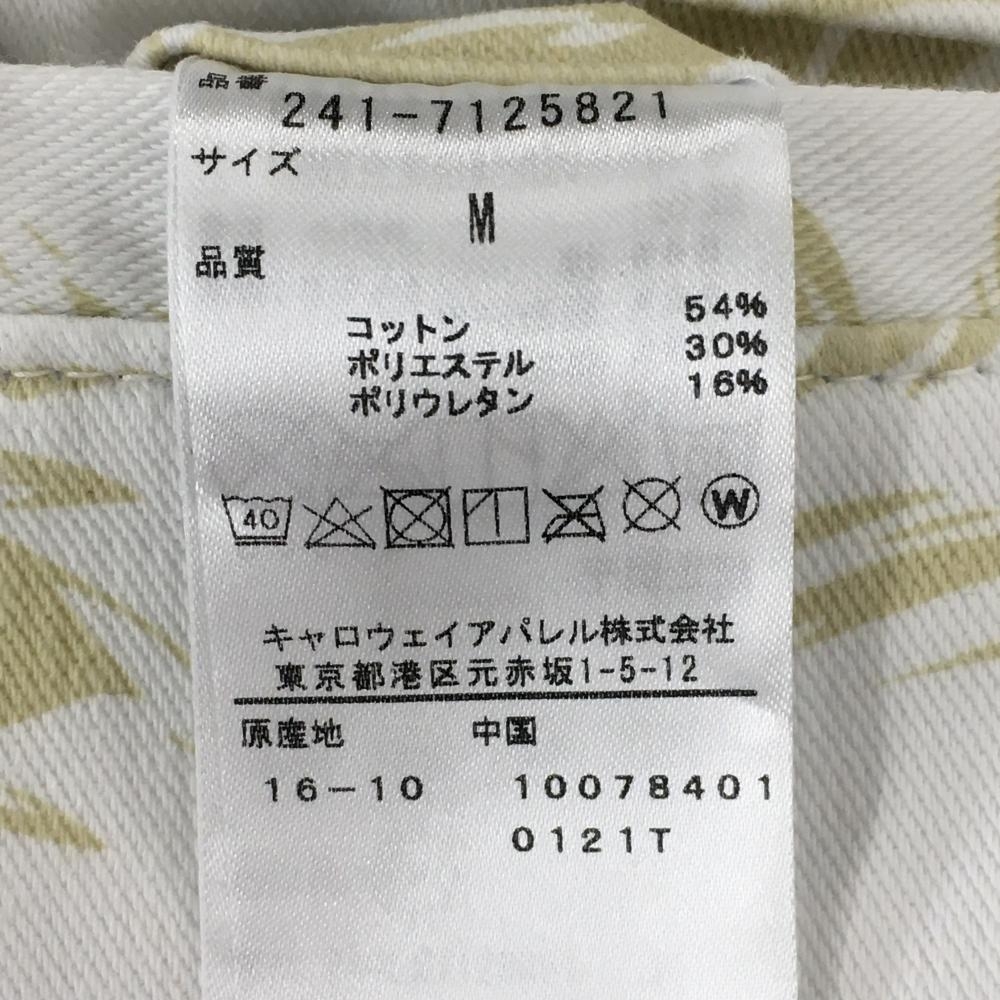 品番
241-7125821
サイズ
M
品質
コットン 54%
ポリエステル 30%
ポリウレタン 16%
40 W
キャロウェイアパレル株式会社
東京都港区元赤坂1-5-12
原産地 中国
16-10 10078401
0121T